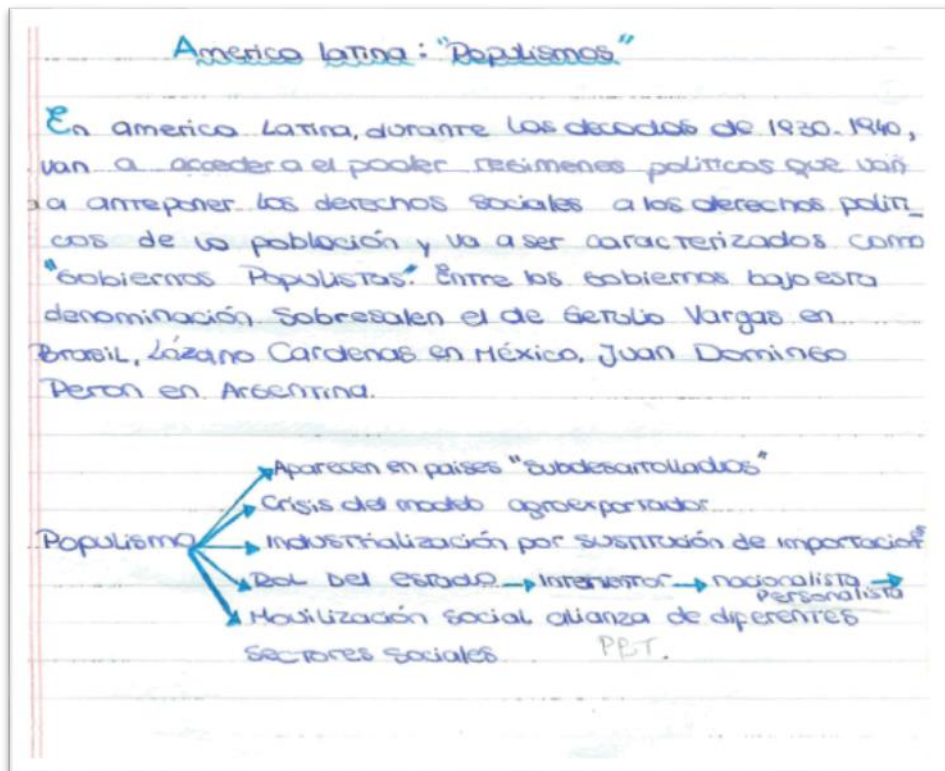 America Latina: "Populismos"
En america Latina, durante las decadas de 1930-1940,
van a acceder a el poder regimenes politicos que van
a anteponer los derechos sociales a los derechos politi_
cos de la población y va a ser caracterizados como
"Gobiernos Populistas". Entre los gobiernos bajo esta
denominación sobresalen el de Getulio Vargas en
Brasil, Lázaro Cardenas en México, Juan Domingo
Peron en Argentina.
Aparecen en paises "subdesarrollados"
Crisis del modelo agroexportador
Populismo → Industrialización por sustitución de importacion
Rol del estado → interventor → nacionalista →
personalista
Movilización social alianza de diferentes
sectores sociales.